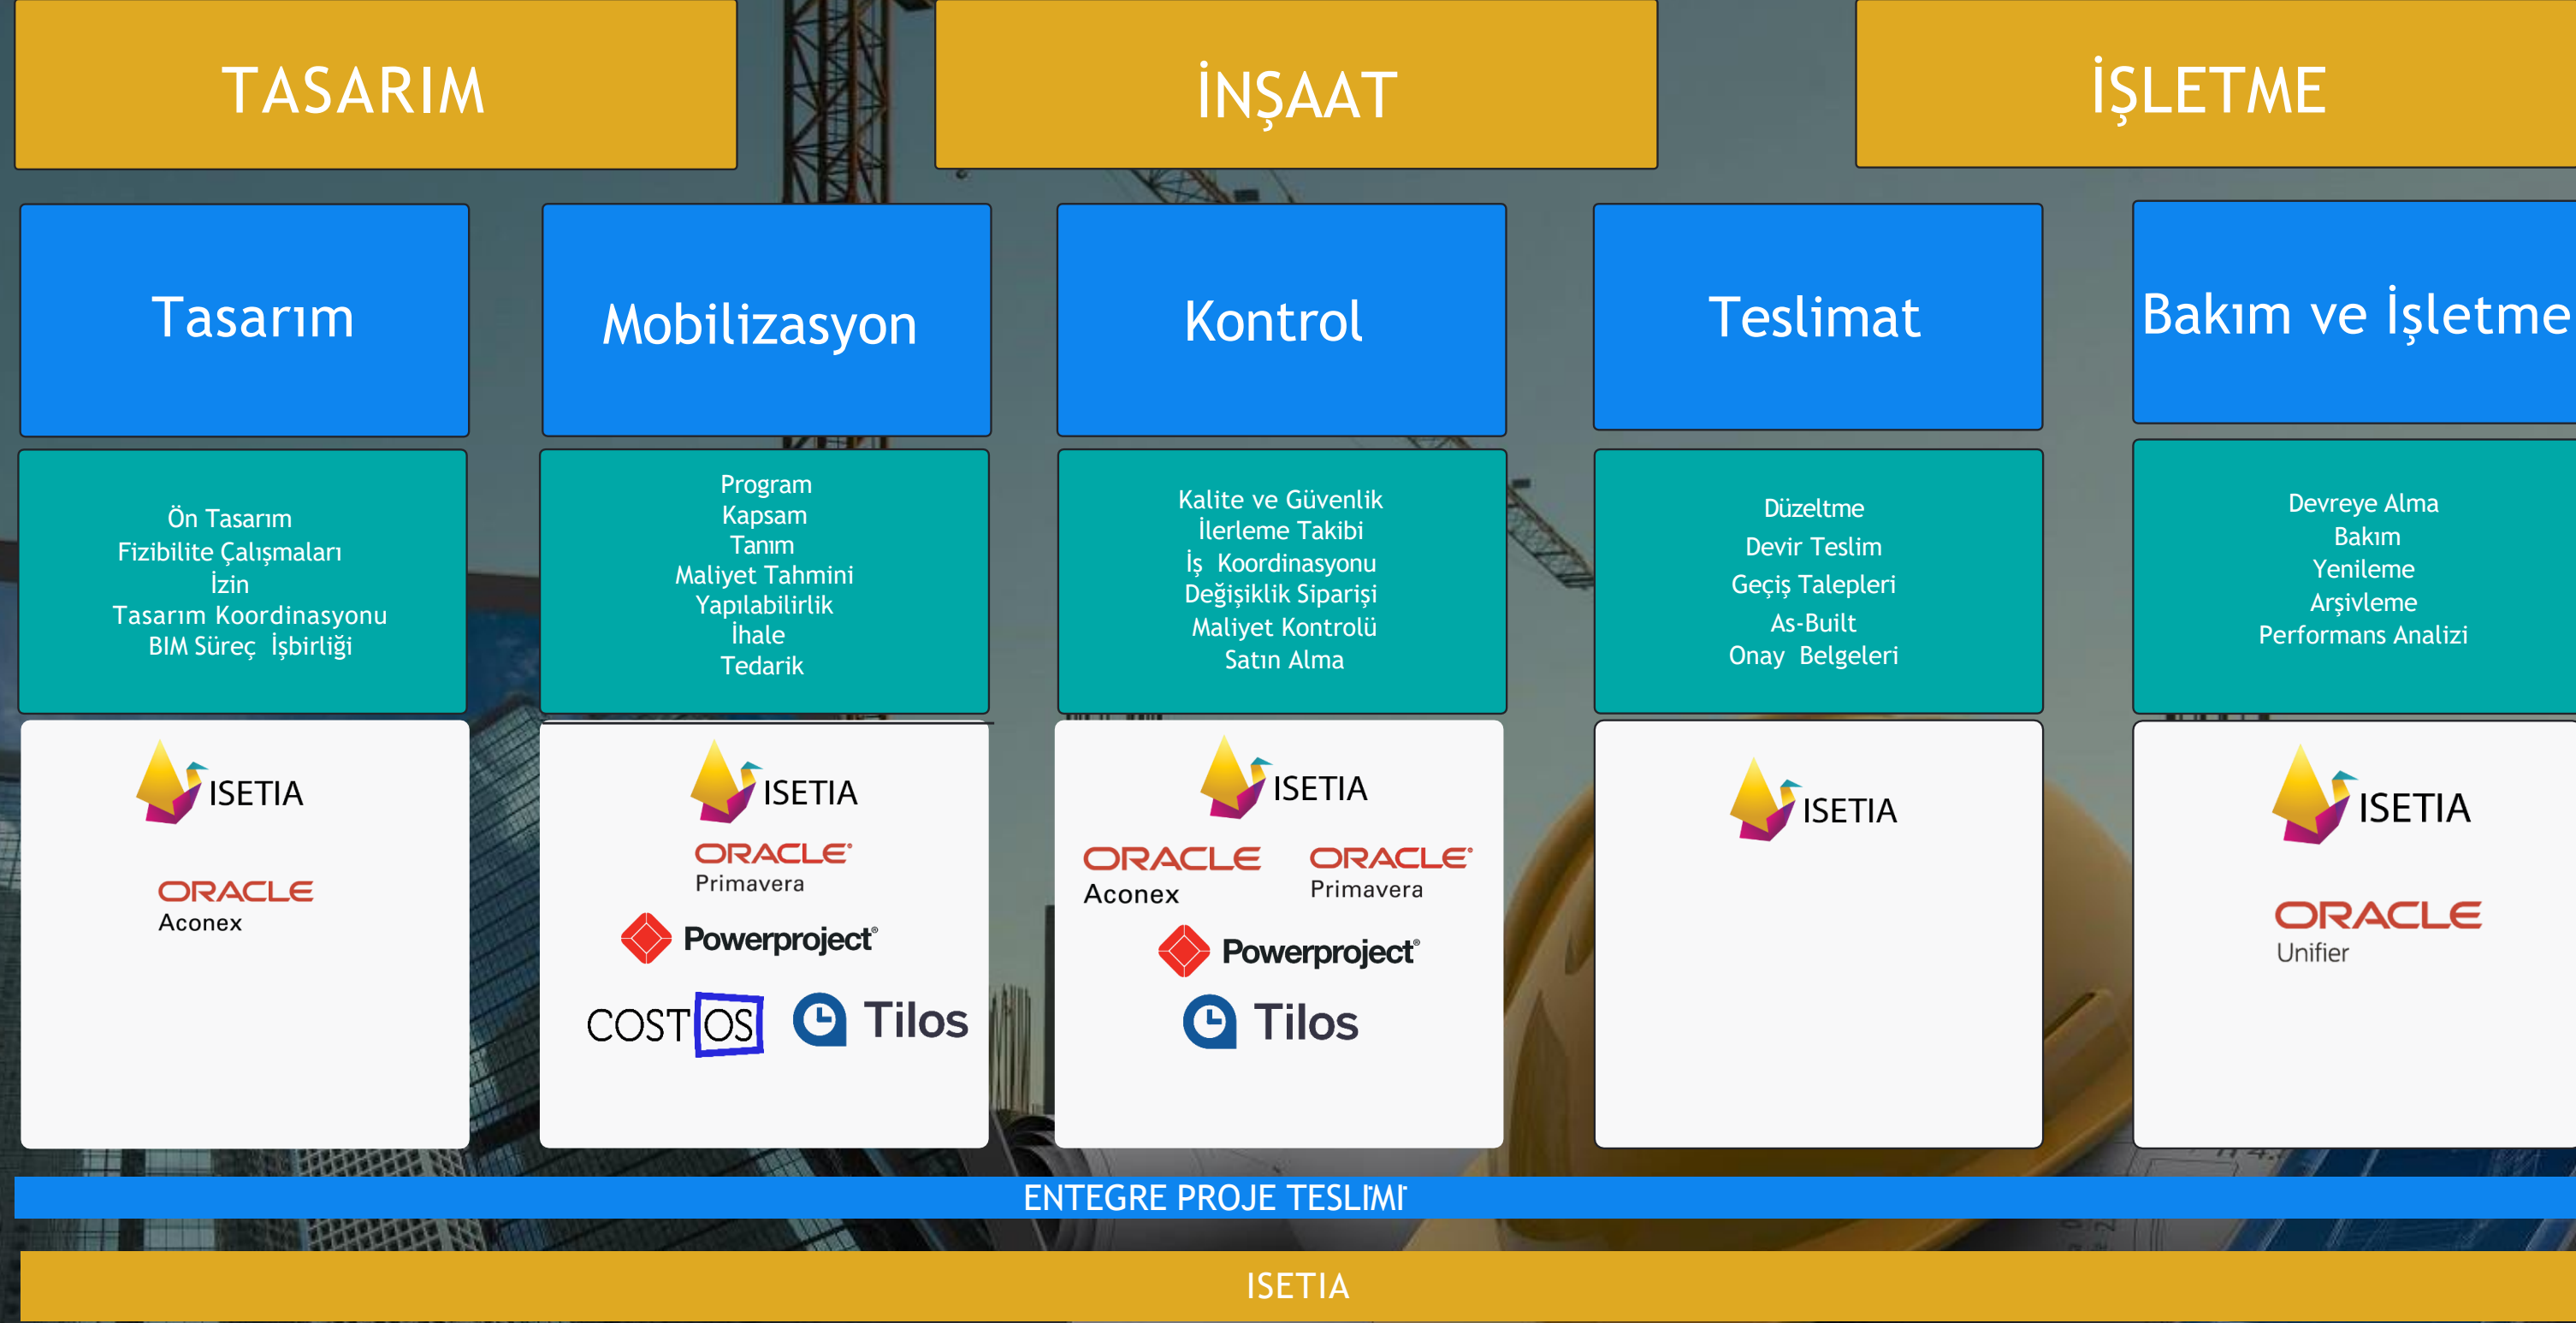 TASARIM
İNŞAAT
İŞLETME
Tasarım
Mobilizasyon
Kontrol
Teslimat
Bakım ve İşletme
Ön Tasarım
Fizibilite Çalışmaları
İzin
Tasarım Koordinasyonu
BIM Süreç İşbirliği
Program
Kapsam
Tanım
Maliyet Tahmini
Yapılabilirlik
İhale
Tedarik
Kalite ve Güvenlik
İlerleme Takibi
İş Koordinasyonu
Değişiklik Siparişi
Maliyet Kontrolü
Satın Alma
Düzeltme
Devir Teslim
Geçiş Talepleri
As-Built
Onay Belgeleri
Devreye Alma
Bakım
Yenileme
Arşivleme
Performans Analizi
ISETIA
ORACLE
Aconex
ISETIA
ORACLE®
Primavera
Powerproject®
COSTOS
Tilos
ISETIA
ORACLE
Aconex
ORACLE®
Primavera
Powerproject®
Tilos
ISETIA
ISETIA
ORACLE
Unifier
ENTEGRE PROJE TESLİMİ
ISETIA